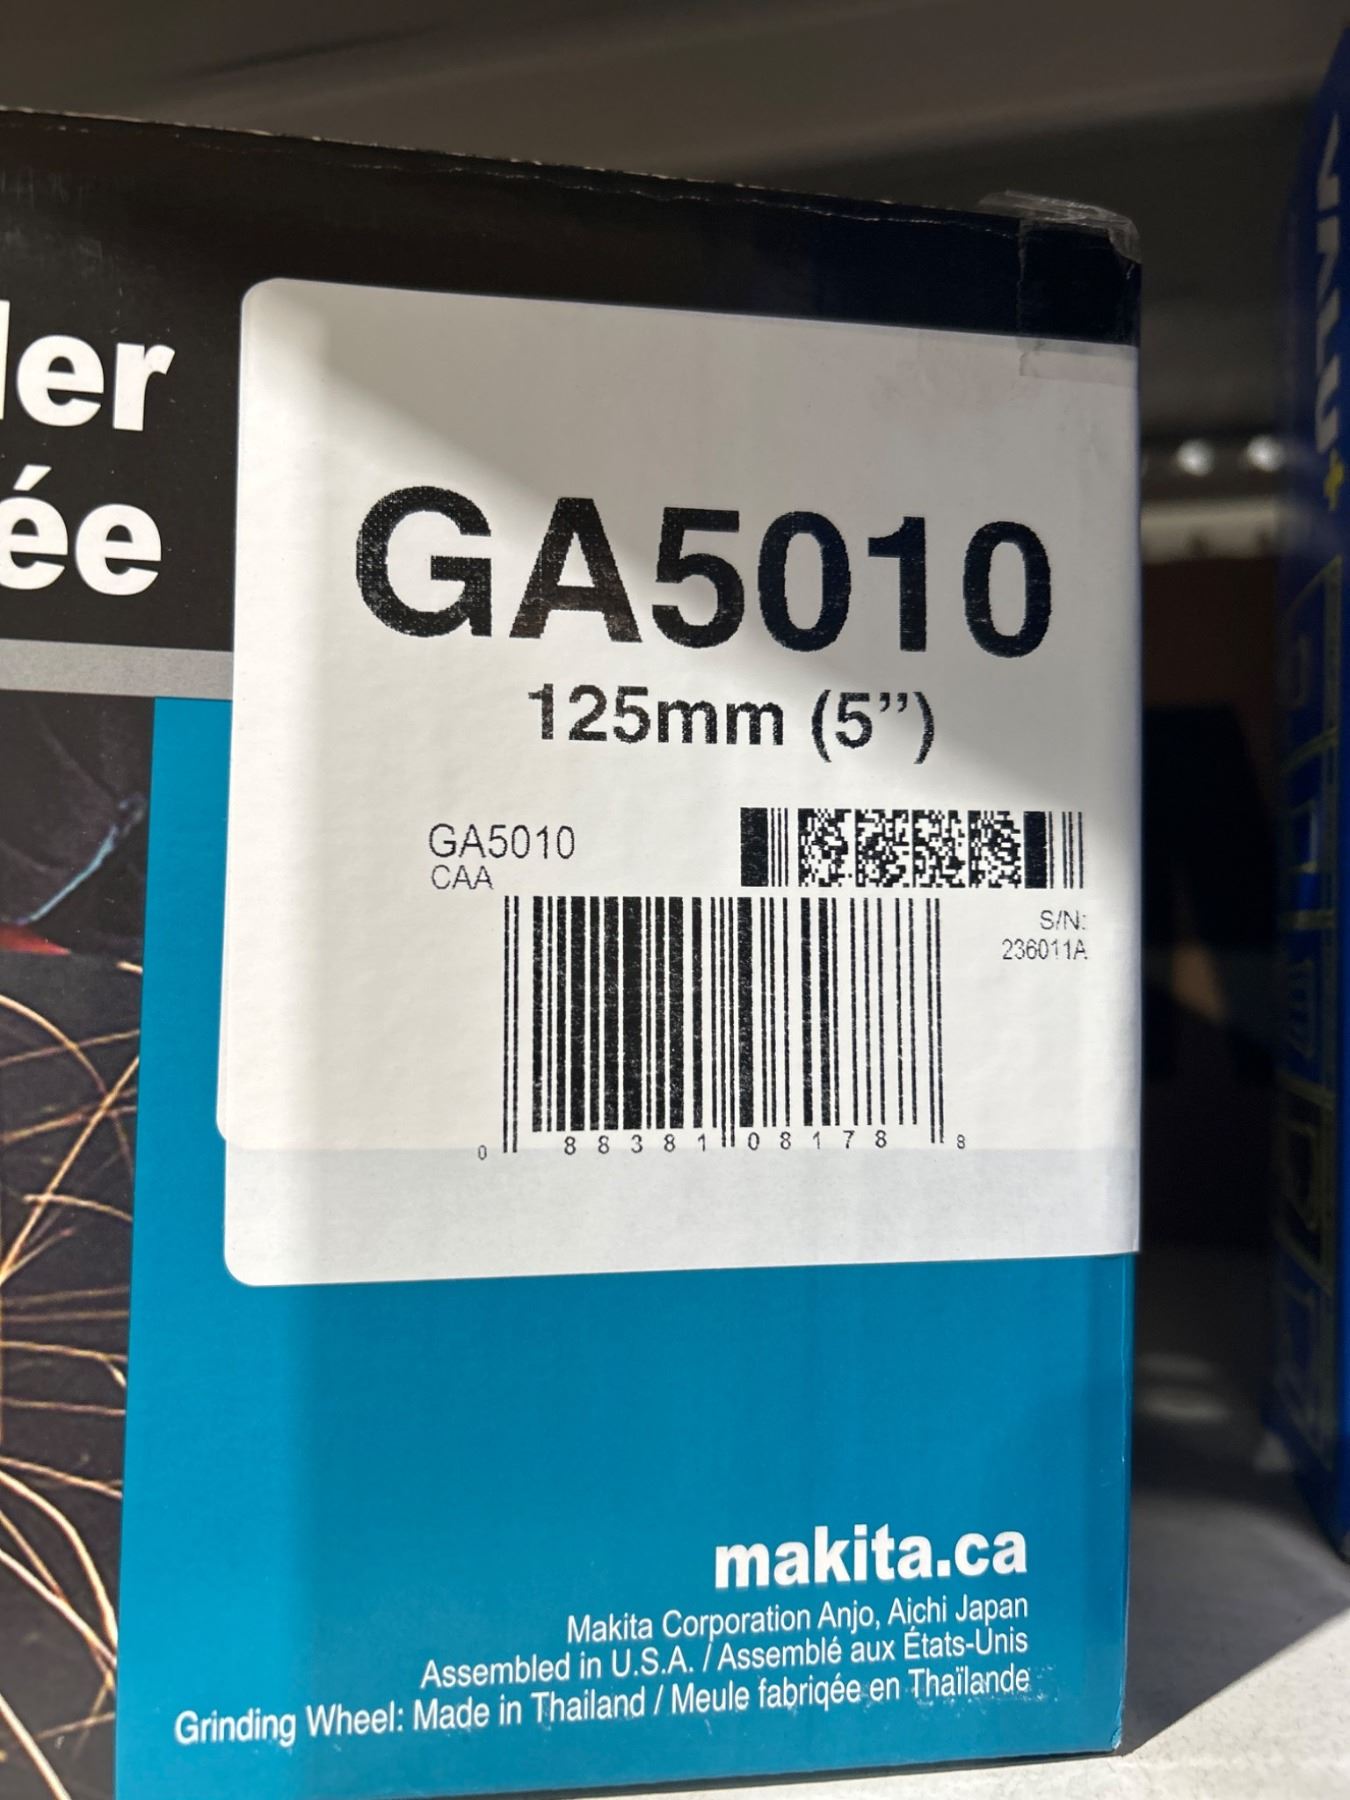 der
ée
GA5010
125mm (5”)
GA5010
CAA
S/N:
236011A
0 88381 08178 8
makita.ca
Makita Corporation Anjo, Aichi Japan
Assembled in U.S.A. / Assemblé aux États-Unis
Grinding Wheel: Made in Thailand / Meule fabriqée en Thaïlande
VALU+